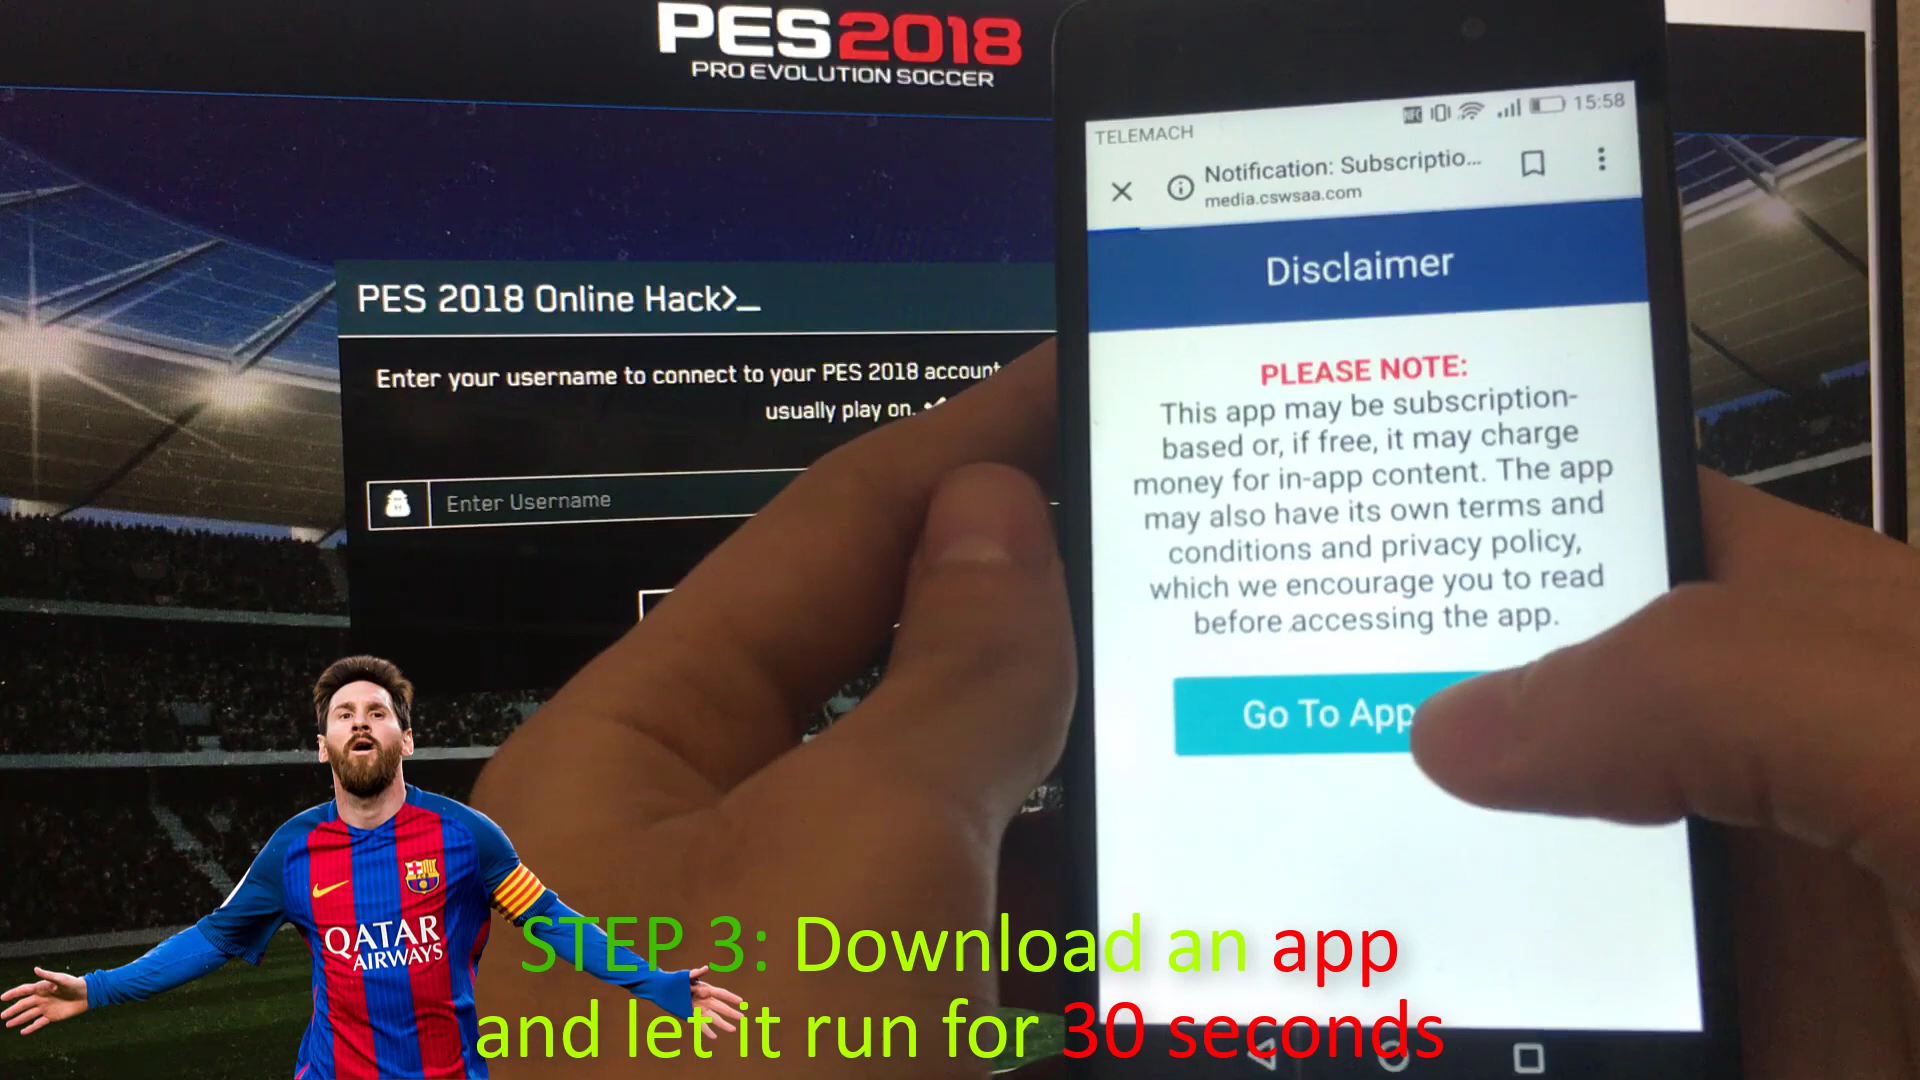 PES2018
PRO EVOLUTION SOCCER
PES 2018 Online Hack>_
Enter your username to connect to your PES 2018 account
usually play on.
Enter Username
TELEMACH
15:58
Notification: Subscriptio...
media.cswsaa.com
Disclaimer
PLEASE NOTE:
This app may be subscription-
based or, if free, it may charge
money for in-app content. The app
may also have its own terms and
conditions and privacy policy,
which we encourage you to read
before accessing the app.
Go To App
QATAR
AIRWAYS
STEP 3: Download an app
and let it run for 30 seconds